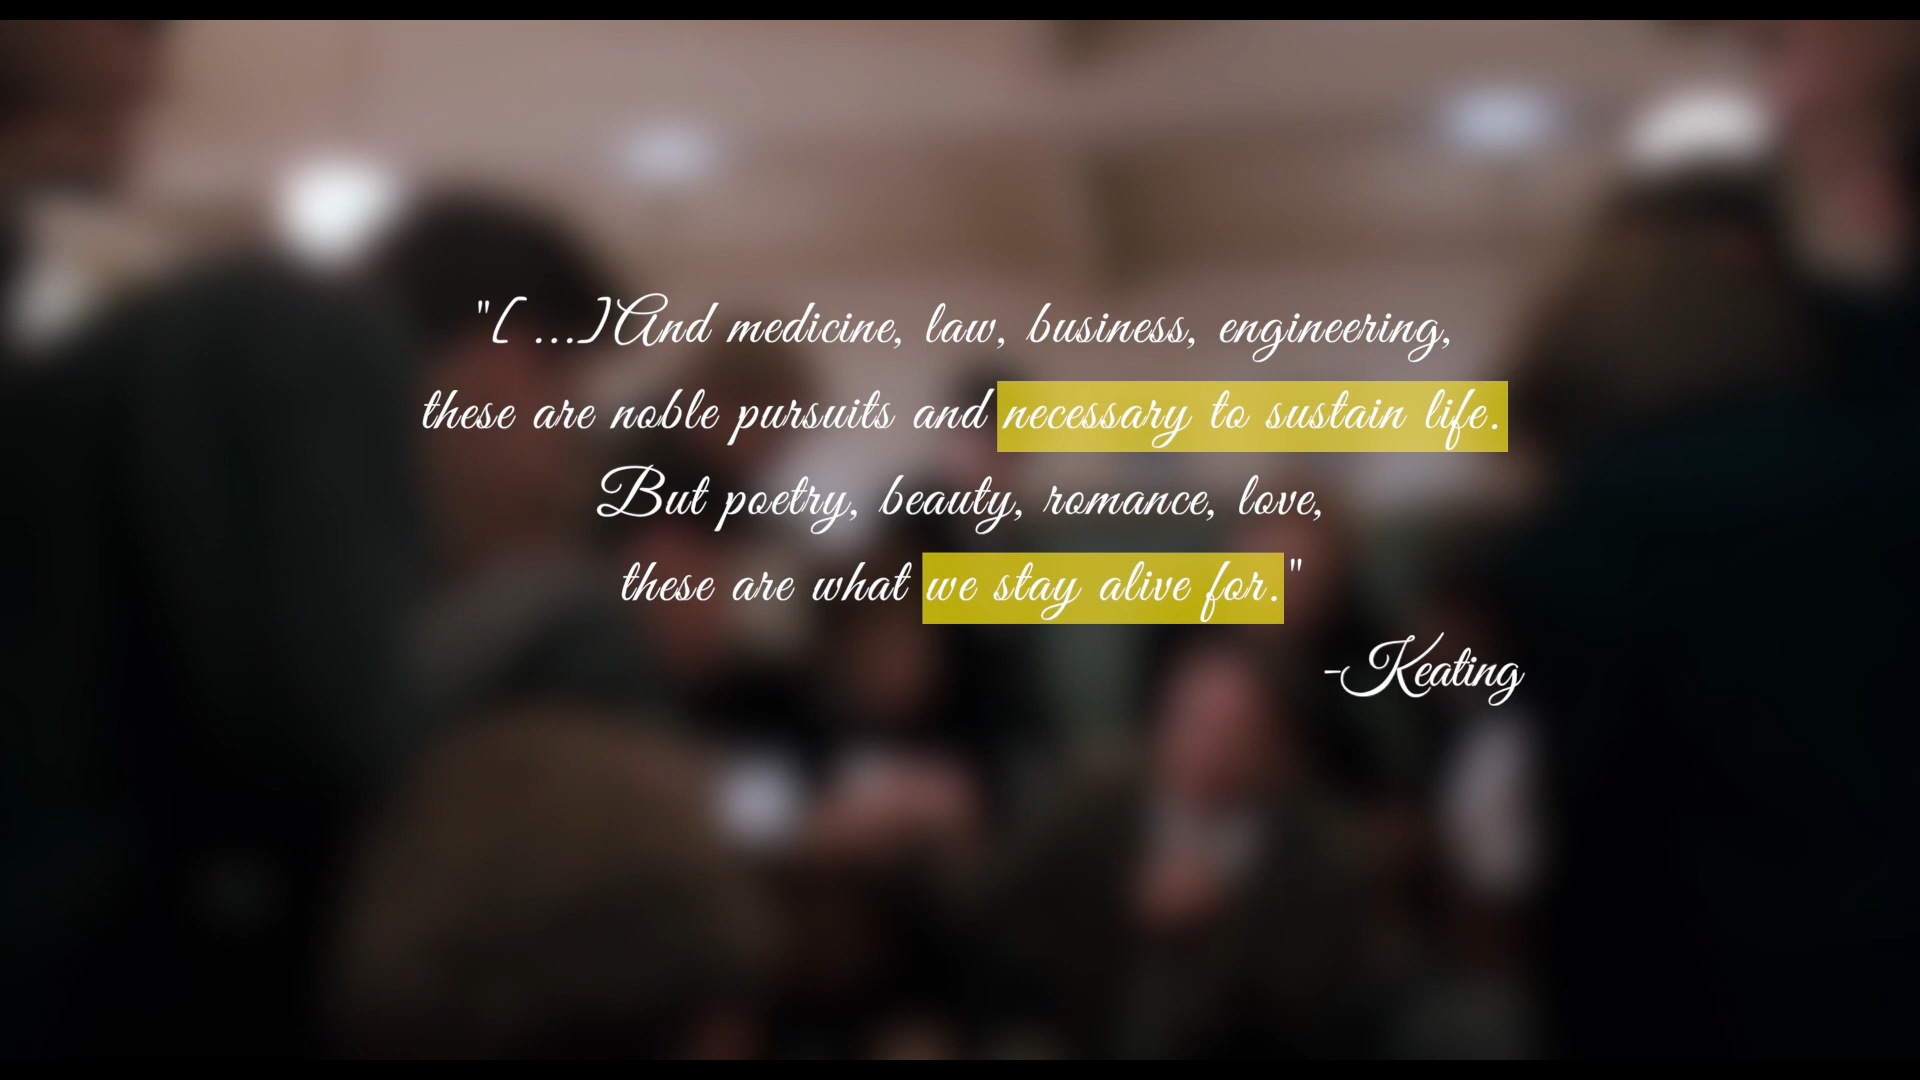 "[...]And medicine, law, business, engineering,
these are noble pursuits and necessary to sustain life.
But poetry, beauty, romance, love,
these are what we stay alive for."
-Keating